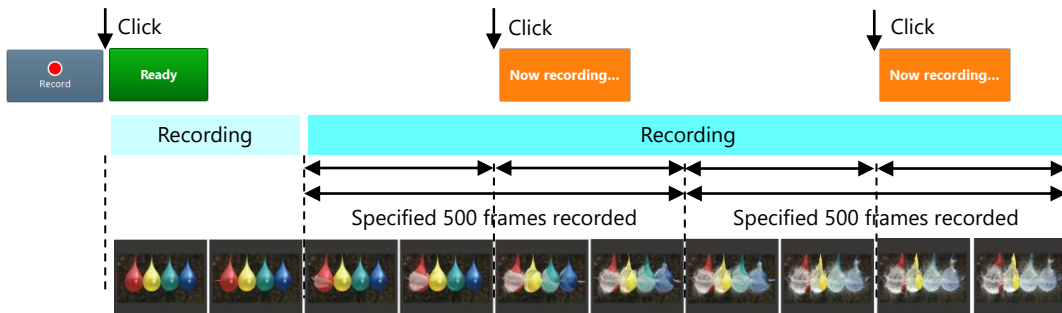 Click
Click
Click
Record
Ready
Now recording...
Now recording...
Recording
Recording
Specified 500 frames recorded
Specified 500 frames recorded